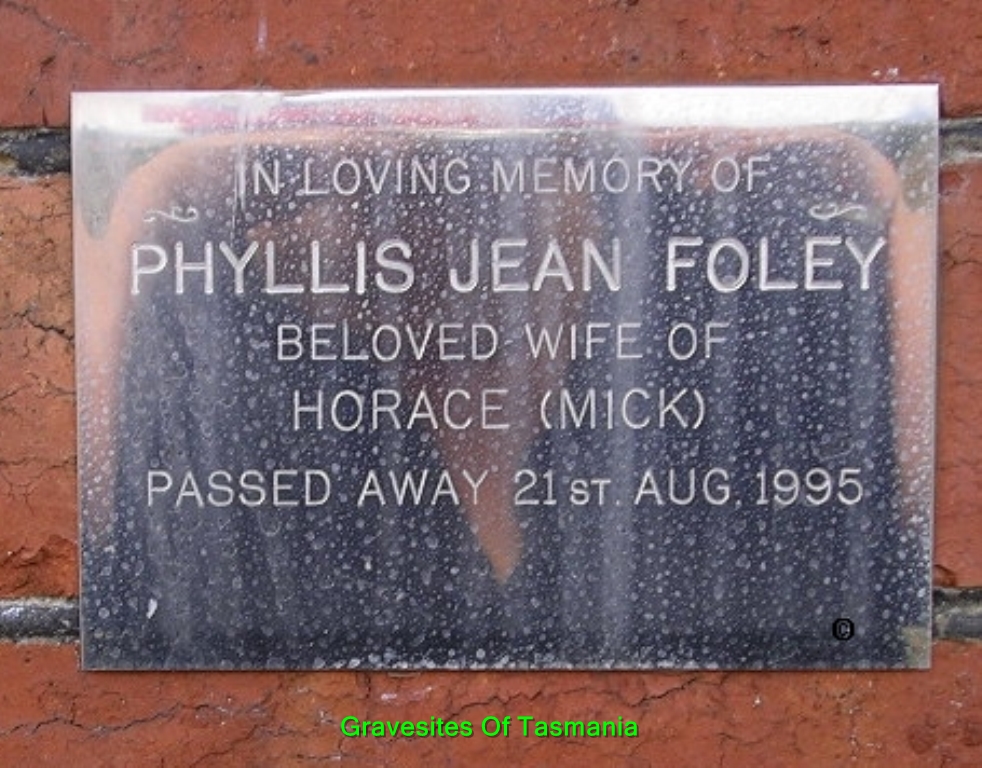 IN LOVING MEMORY OF
PHYLLIS JEAN FOLEY
BELOVED WIFE OF
HORACE (MICK)
PASSED AWAY 21ST. AUG. 1995
©
Gravesites Of Tasmania